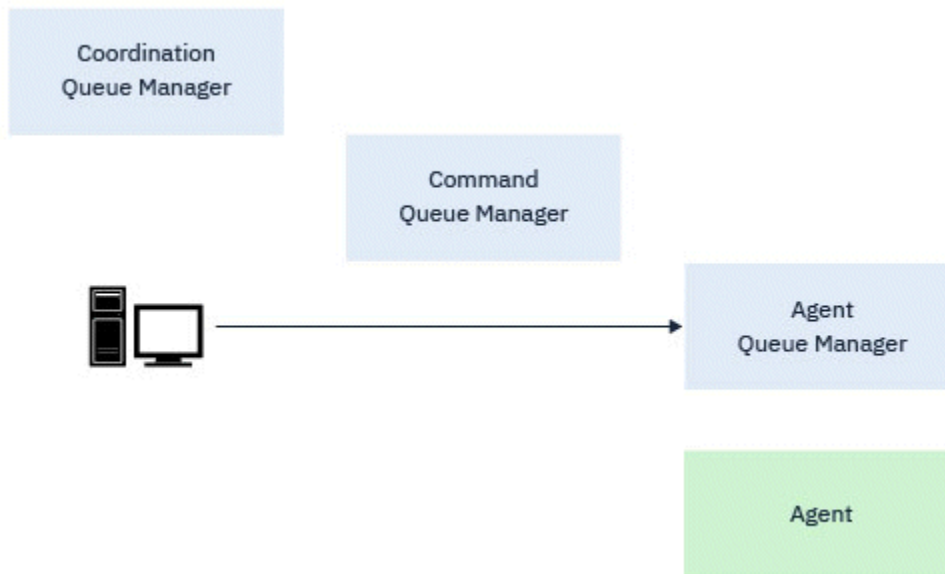 Coordination
Queue Manager
Command
Queue Manager
Agent
Queue Manager
Agent